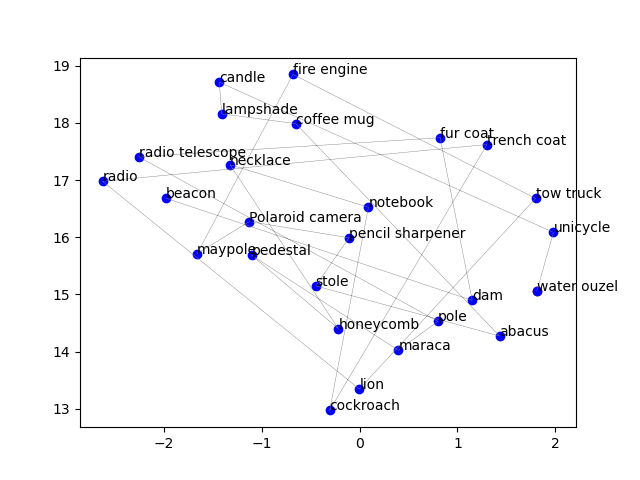 19
18
17
16
15
14
13
fire engine
candle
lampshade
coffee mug
fur coat
trench coat
radio telescope
necklace
radio
beacon
tow truck
notebook
Polaroid camera
unicycle
pencil sharpener
maypole
pedestal
stole
water ouzel
dam
pole
honeycomb
abacus
maraca
lion
cockroach
−2
−1
0
1
2